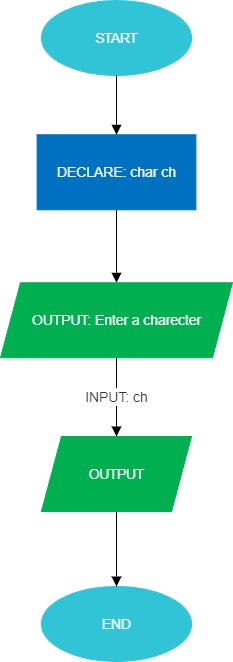 START
DECLARE: char ch
OUTPUT: Enter a charecter
INPUT: ch
OUTPUT
END